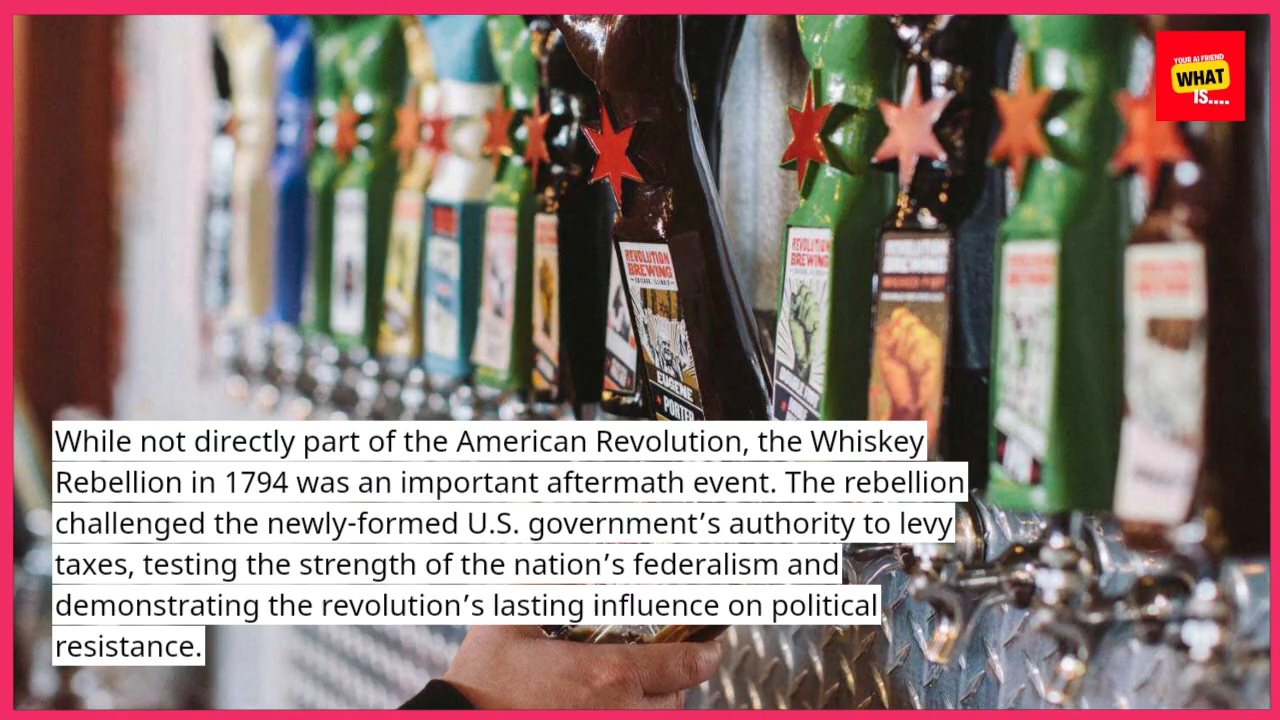 YOUR AI FRIEND
WHAT
IS....
REVOLUTION
BREWING
CHICAGO, ILLINOIS
EUGENE
PORTER
REVOLUTION
BREWING
While not directly part of the American Revolution, the Whiskey
Rebellion in 1794 was an important aftermath event. The rebellion
challenged the newly-formed U.S. government’s authority to levy
taxes, testing the strength of the nation’s federalism and
demonstrating the revolution’s lasting influence on political
resistance.